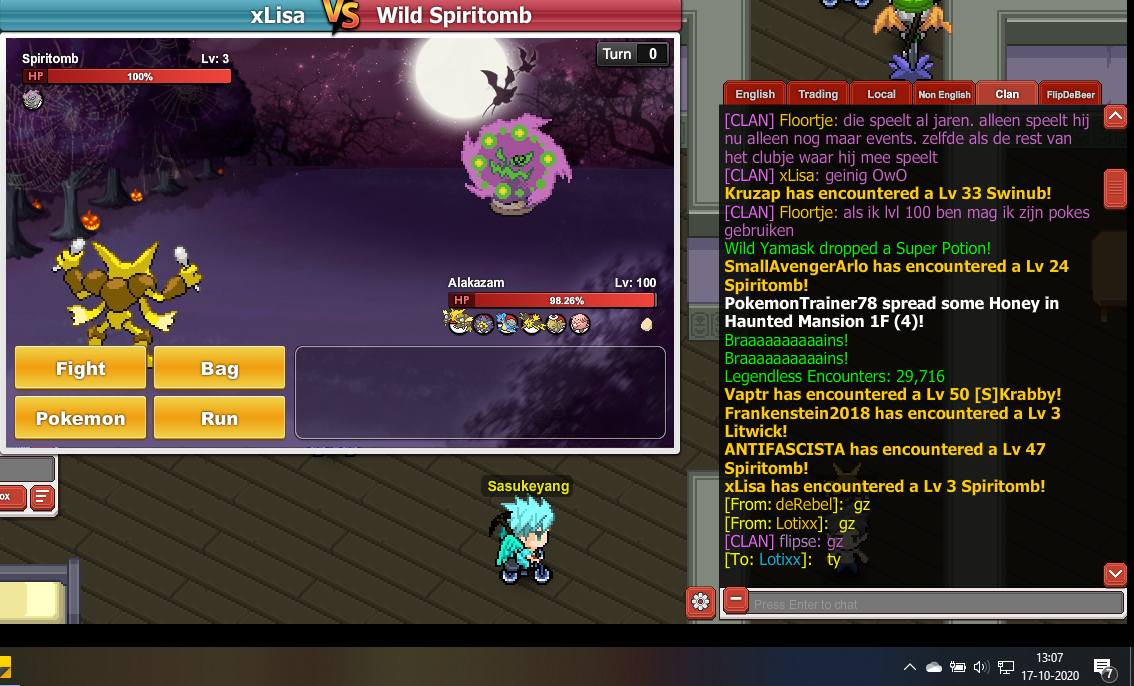 xLisa VS Wild Spiritomb
Spiritomb Lv: 3
HP 100%
Turn 0
Alakazam Lv: 100
HP 98.26%
Fight Bag
Pokemon Run
ox
Sasukeyang
English Trading Local Non English Clan FlipDeBeer
[CLAN] Floortje: die speelt al jaren. alleen speelt hij
nu alleen nog maar events. zelfde als de rest van
het clubje waar hij mee speelt
[CLAN] xLisa: geinig OwO
Kruzap has encountered a Lv 33 Swinub!
[CLAN] Floortje: als ik lvl 100 ben mag ik zijn pokes
gebruiken
Wild Yamask dropped a Super Potion!
SmallAvengerArlo has encountered a Lv 24
Spiritomb!
PokemonTrainer78 spread some Honey in
Haunted Mansion 1F (4)!
Braaaaaaaaaains!
Braaaaaaaaaains!
Legendless Encounters: 29,716
Vaptr has encountered a Lv 50 [S]Krabby!
Frankenstein2018 has encountered a Lv 3
Litwick!
ANTIFASCISTA has encountered a Lv 47
Spiritomb!
xLisa has encountered a Lv 3 Spiritomb!
[From: deRebel]: gz
[From: Lotixx]: gz
[CLAN] flipse: gz
[To: Lotixx]: ty
Press Enter to chat
13:07
17-10-2020
7